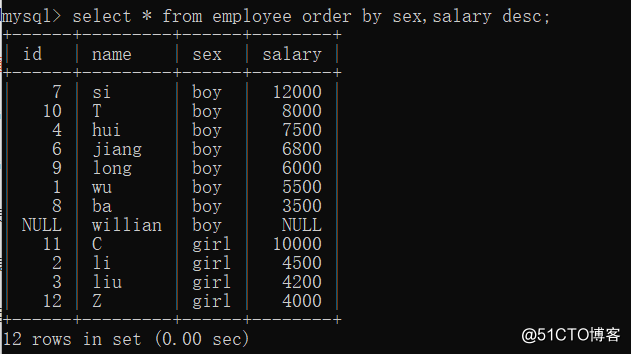 mysql> select * from employee order by sex,salary desc;
+------+---------+------+--------+
| id   | name    | sex  | salary |
+------+---------+------+--------+
|    7 | si      | boy  |  12000 |
|   10 | T       | boy  |   8000 |
|    4 | hui     | boy  |   7500 |
|    6 | jiang   | boy  |   6800 |
|    9 | long    | boy  |   6000 |
|    1 | wu      | boy  |   5500 |
|    8 | ba      | boy  |   3500 |
| NULL | willian | boy  |   NULL |
|   11 | C       | girl |  10000 |
|    2 | li      | girl |   4500 |
|    3 | liu     | girl |   4200 |
|   12 | Z       | girl |   4000 |
+------+---------+------+--------+
12 rows in set (0.00 sec)
@51CTO博客